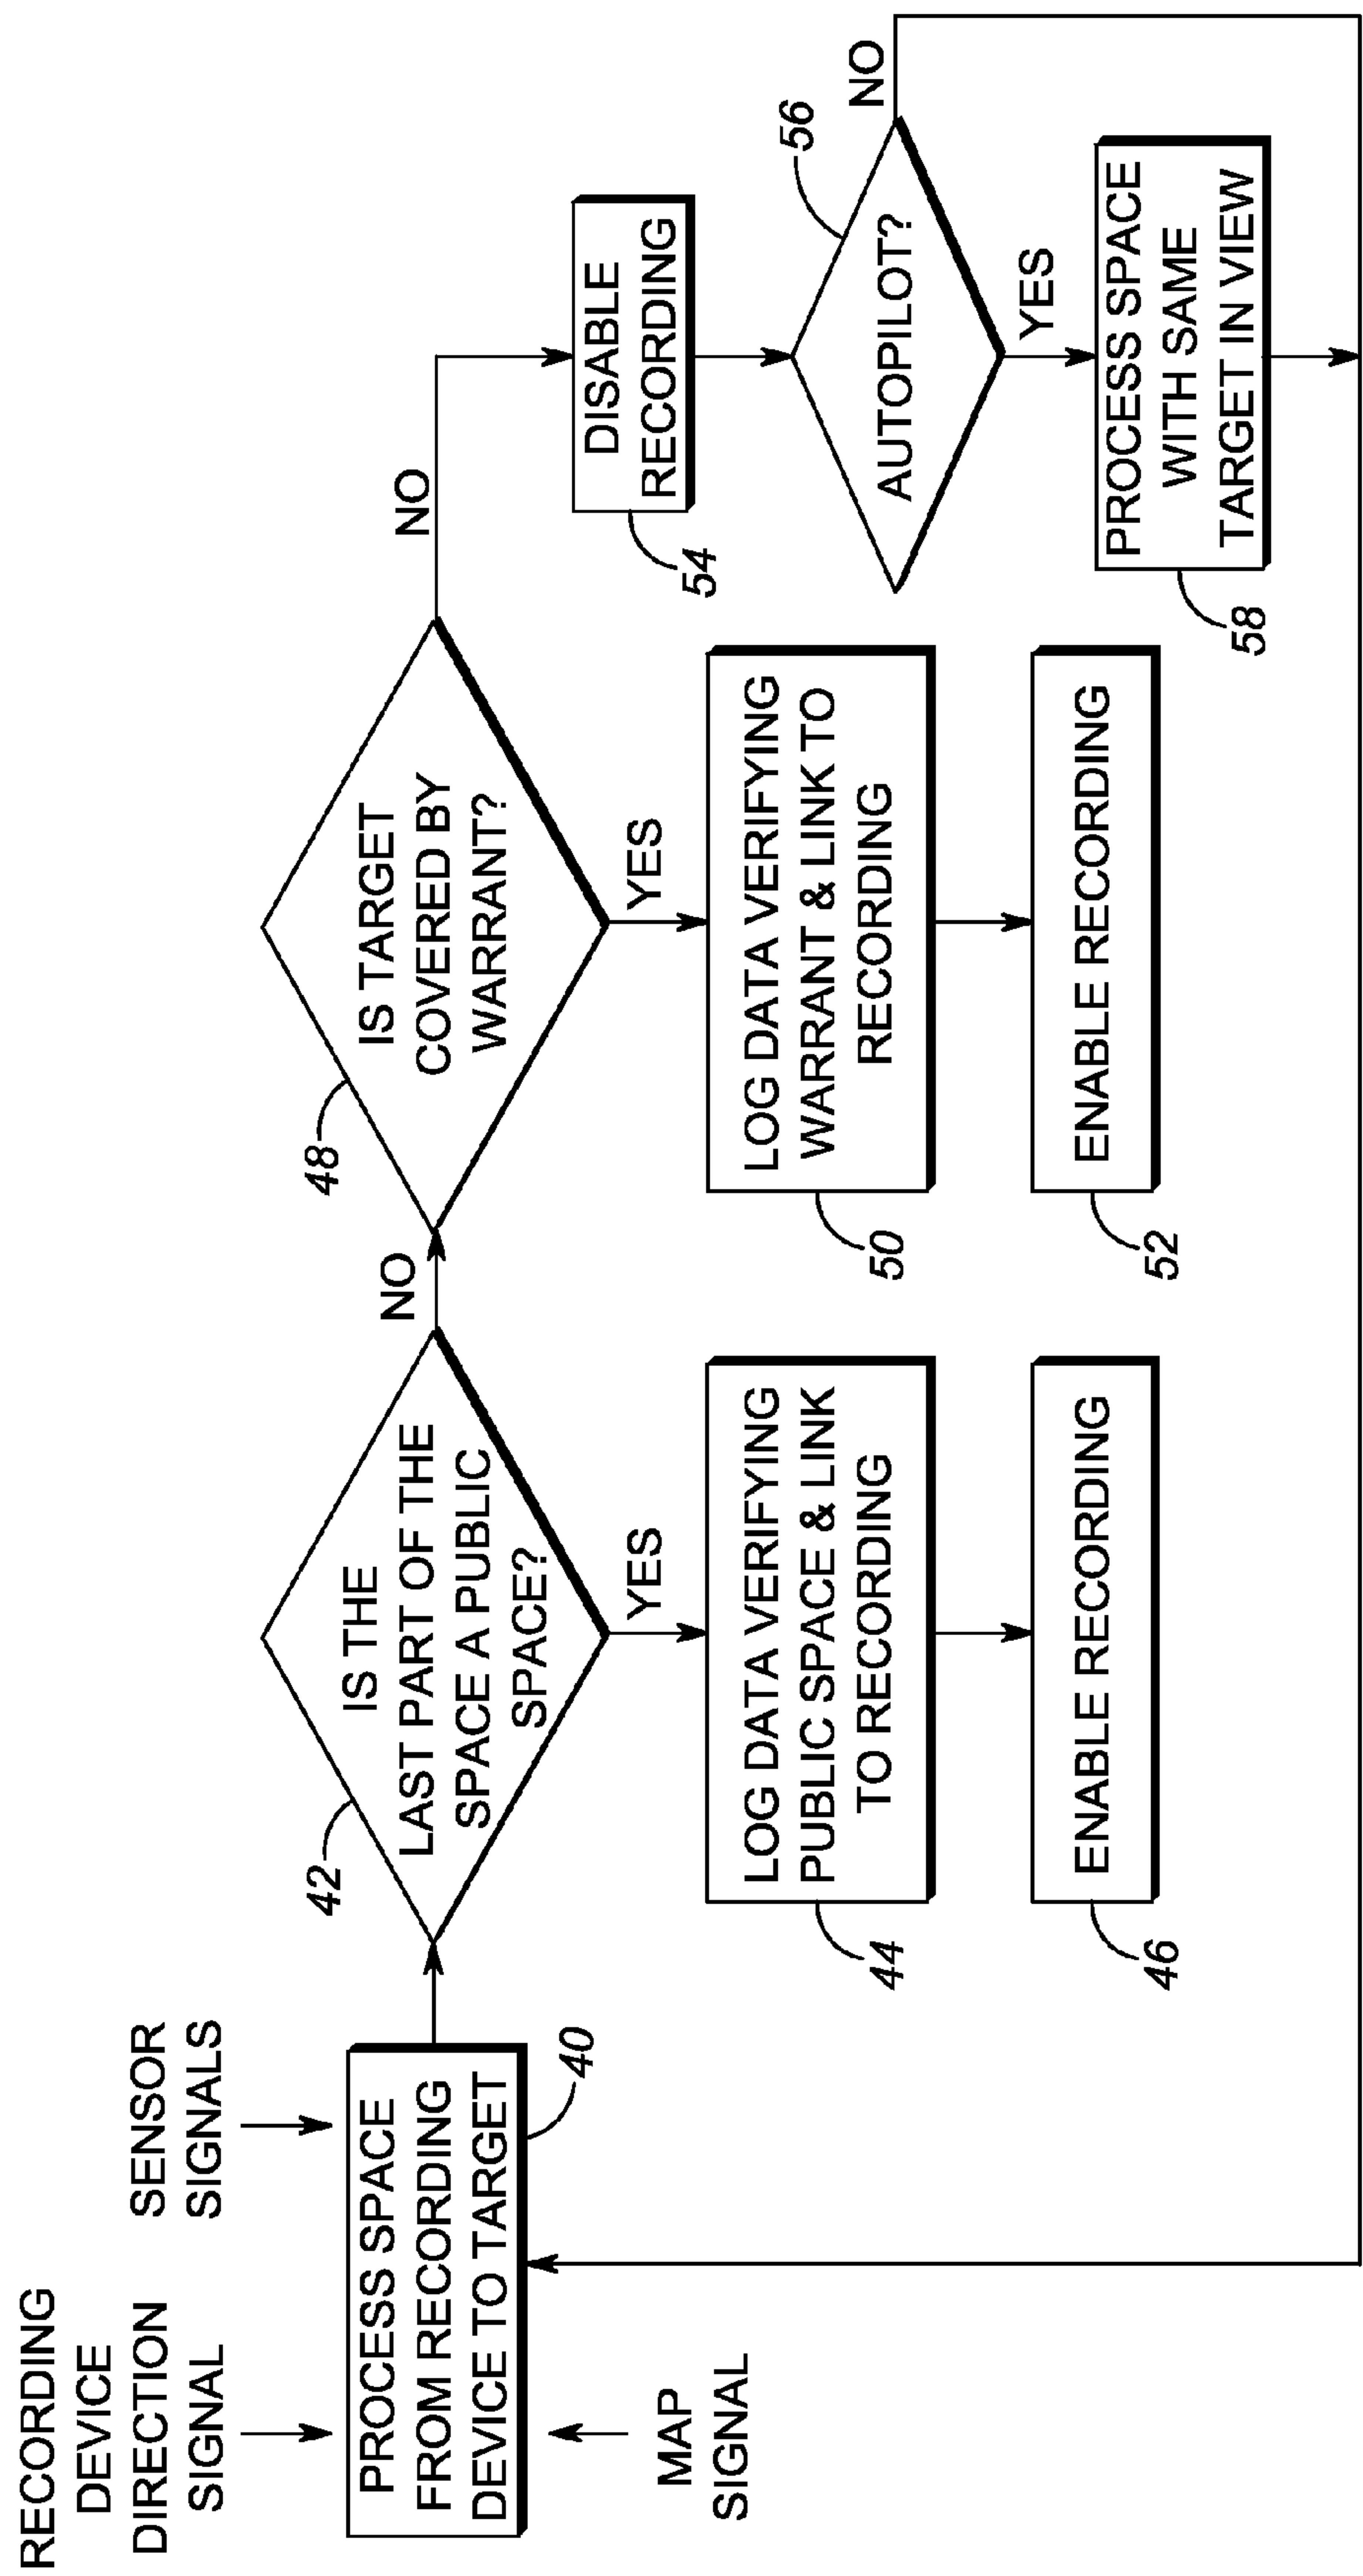 RECORDING
DEVICE
DIRECTION
SIGNAL
SENSOR
SIGNALS
PROCESS SPACE
FROM RECORDING
DEVICE TO TARGET
40
MAP
SIGNAL
42
IS THE
LAST PART OF THE
SPACE A PUBLIC
SPACE?
YES
NO
LOG DATA VERIFYING
PUBLIC SPACE & LINK
TO RECORDING
44
ENABLE RECORDING
46
48
IS TARGET
COVERED BY
WARRANT?
YES
NO
LOG DATA VERIFYING
WARRANT & LINK TO
RECORDING
50
ENABLE RECORDING
52
DISABLE
RECORDING
54
56
AUTOPILOT?
NO
YES
PROCESS SPACE
WITH SAME
TARGET IN VIEW
58